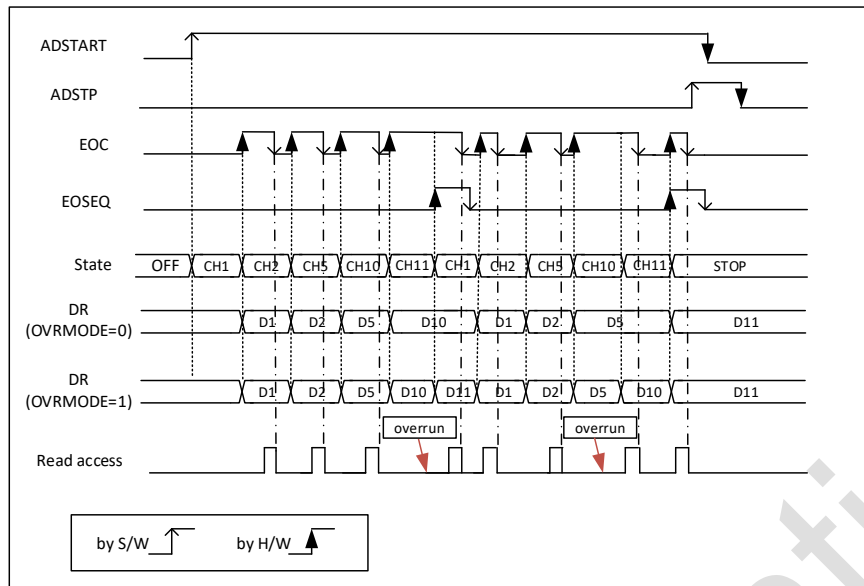 ADSTART
ADSTP
EOC
EOSEQ
State OFF CH1 CH2 CH5 CH10 CH11 CH1 CH2 CH5 CH10 CH11 STOP
DR
(OVRMODE=0) D1 D2 D5 D10 D1 D2 D5 D11
DR
(OVRMODE=1) D1 D2 D5 D10 D11 D1 D2 D5 D10 D11
overrun overrun
Read access
by S/W by H/W